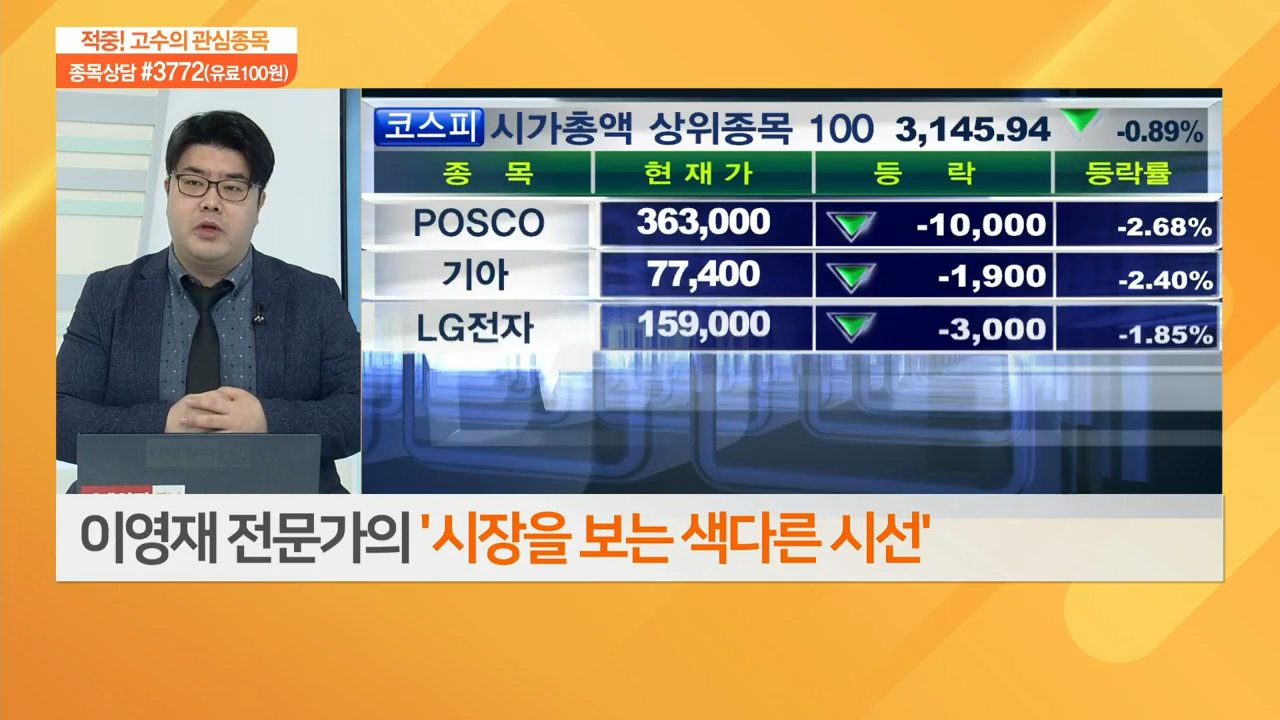 적중! 고수의 관심종목
종목상담 #3772(유료100원)
코스피 시가총액 상위종목 100 3,145.94 -0.89%
종 목 현 재 가 등 락 등락률
POSCO 363,000 -10,000 -2.68%
기아 77,400 -1,900 -2.40%
LG전자 159,000 -3,000 -1.85%
이영재 전문가의 '시장을 보는 색다른 시선'